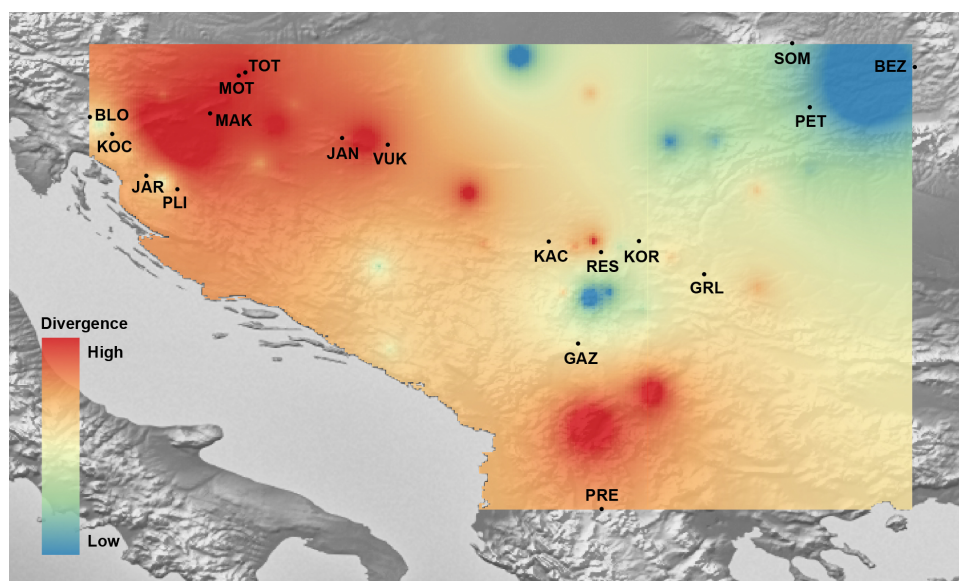 SOM
TOT
BEZ
MOT
BLO
MAK
PET
KOC
JAN
VUK
JAR
PLI
KAC
RES
KOR
GRL
Divergence
High
GAZ
PRE
Low